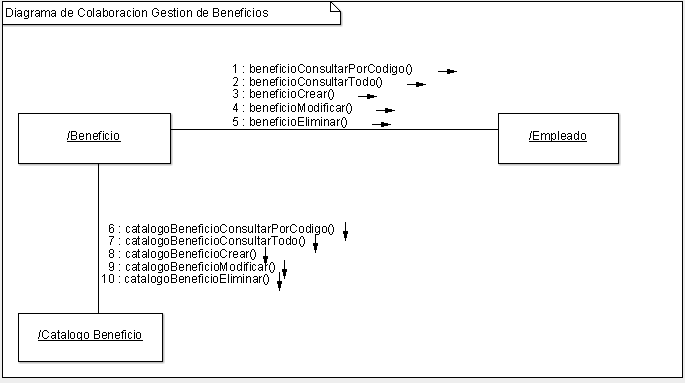 Diagrama de Colaboracion Gestion de Beneficios
1 : beneficioConsultarPorCodigo()
2 : beneficioConsultarTodo()
3 : beneficioCrear()
4 : beneficioModificar()
5 : beneficioEliminar()
/Beneficio
/Empleado
6 : catalogoBeneficioConsultarPorCodigo()
7 : catalogoBeneficioConsultarTodo()
8 : catalogoBeneficioCrear()
9 : catalogoBeneficioModificar()
10 : catalogoBeneficioEliminar()
/Catalogo Beneficio